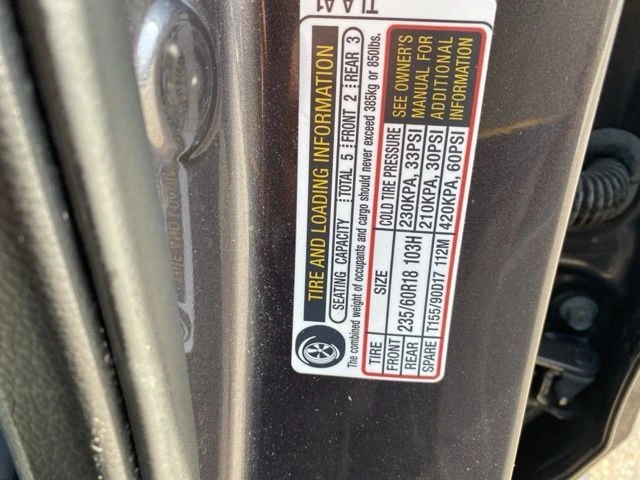 TIRE AND LOADING INFORMATION
SEATING CAPACITY TOTAL 5 FRONT 2 REAR 3
The combined weight of occupants and cargo should never exceed 385kg or 850lbs.
TIRE SIZE COLD TIRE PRESSURE
FRONT 235/60R18 103H 230KPA, 33PSI
REAR 210KPA, 30PSI
SPARE T155/90D17 112M 420KPA, 60PSI
SEE OWNER'S
MANUAL FOR
ADDITIONAL
INFORMATION